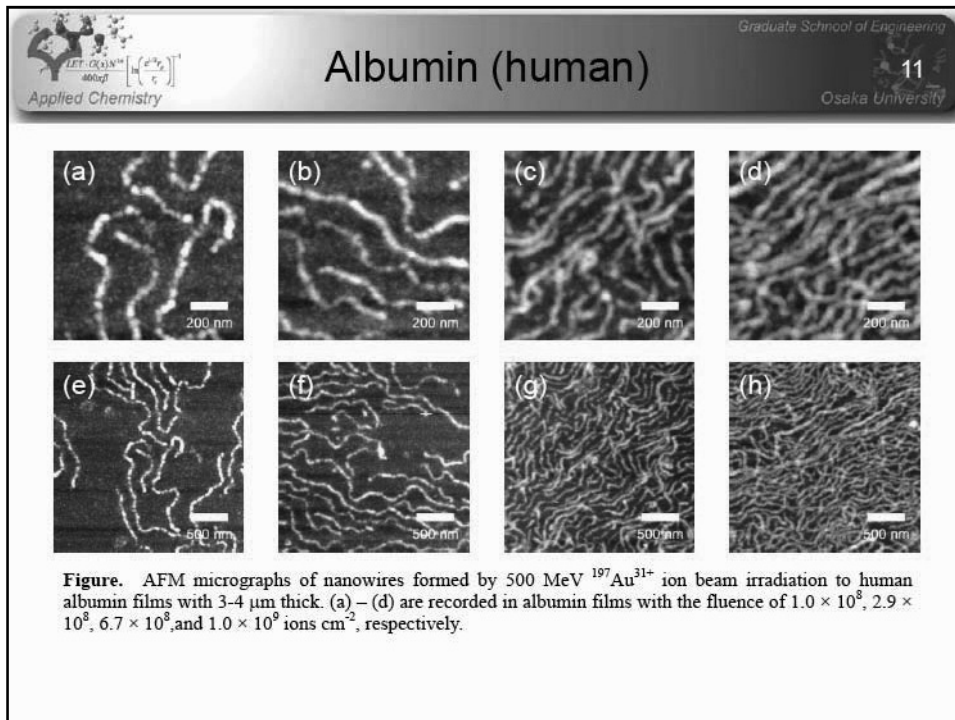 Graduate School of Engineering
Albumin (human)
11
Applied Chemistry
Osaka University
(a)
200 nm
(b)
200 nm
(c)
200 nm
(d)
200 nm
(e)
500 nm
(f)
500 nm
(g)
500 nm
(h)
500 nm
Figure. AFM micrographs of nanowires formed by 500 MeV ¹⁹⁷Au³¹⁺ ion beam irradiation to human
albumin films with 3-4 μm thick. (a) – (d) are recorded in albumin films with the fluence of 1.0 × 10⁸, 2.9 ×
10⁸, 6.7 × 10⁸,and 1.0 × 10⁹ ions cm⁻², respectively.